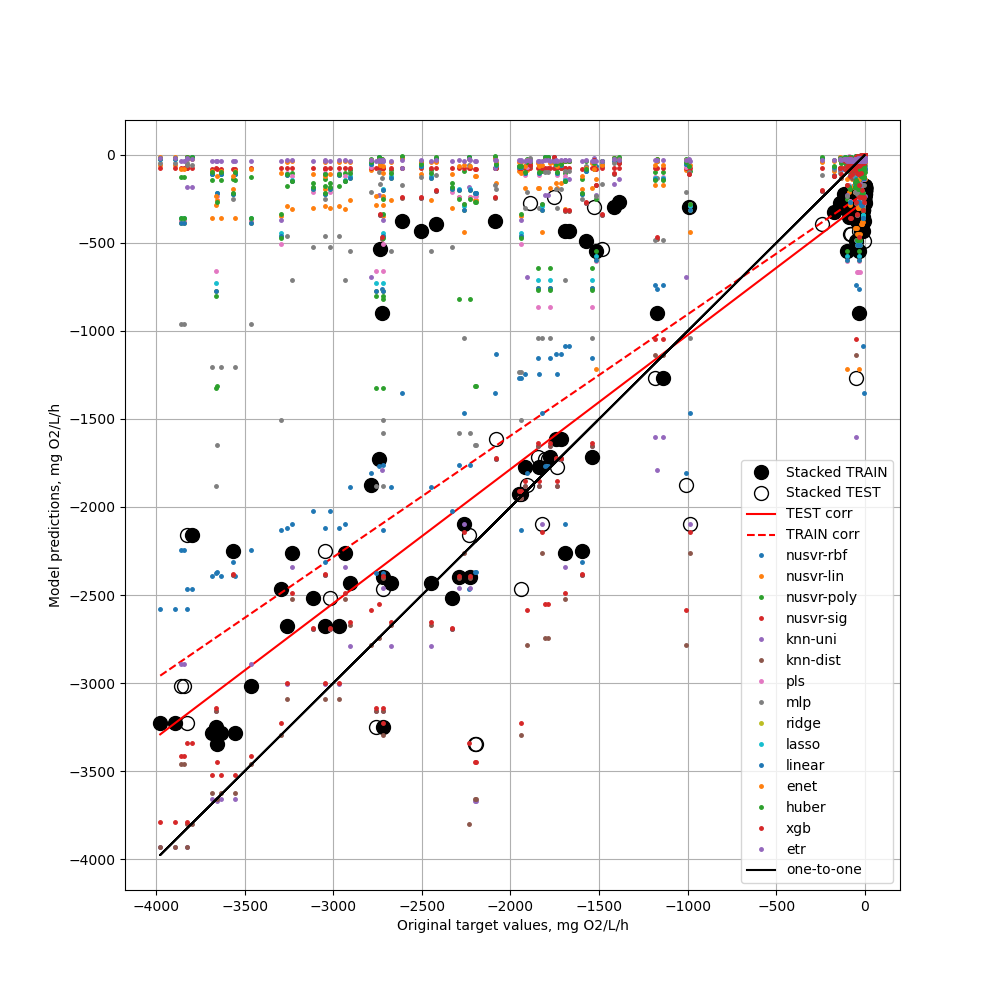 0
−500
−1000
−1500
−2000
−2500
−3000
−3500
−4000
Model predictions, mg O2/L/h
Stacked TRAIN
Stacked TEST
TEST corr
TRAIN corr
nusvr-rbf
nusvr-lin
nusvr-poly
nusvr-sig
knn-uni
knn-dist
pls
mlp
ridge
lasso
linear
enet
huber
xgb
etr
one-to-one
−4000 −3500 −3000 −2500 −2000 −1500 −1000 −500 0
Original target values, mg O2/L/h